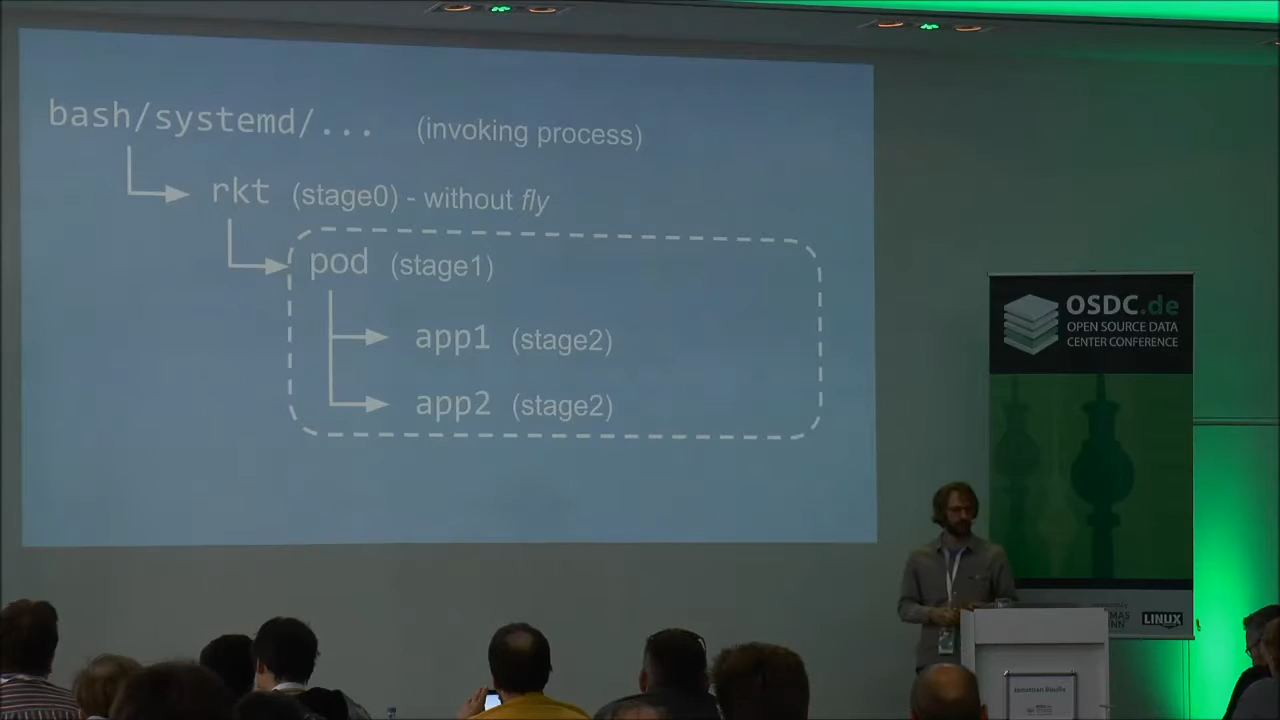 bash/systemd/... (invoking process)
rkt (stage0) - without fly
pod (stage1)
app1 (stage2)
app2 (stage2)
OSDC.de
OPEN SOURCE DATA
CENTER CONFERENCE
LINUX